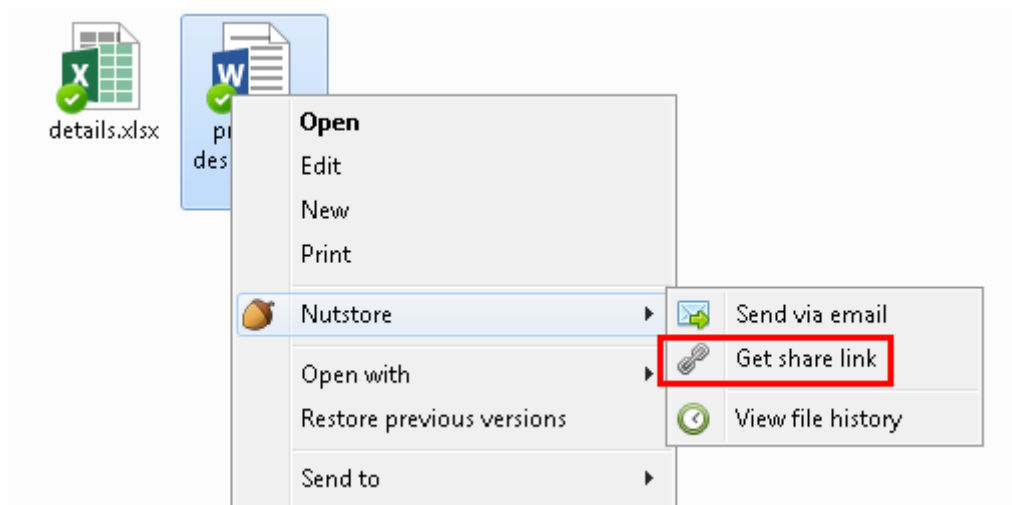 details.xlsx
Open
Edit
New
Print
Nutstore
Send via email
Get share link
View file history
Open with
Restore previous versions
Send to